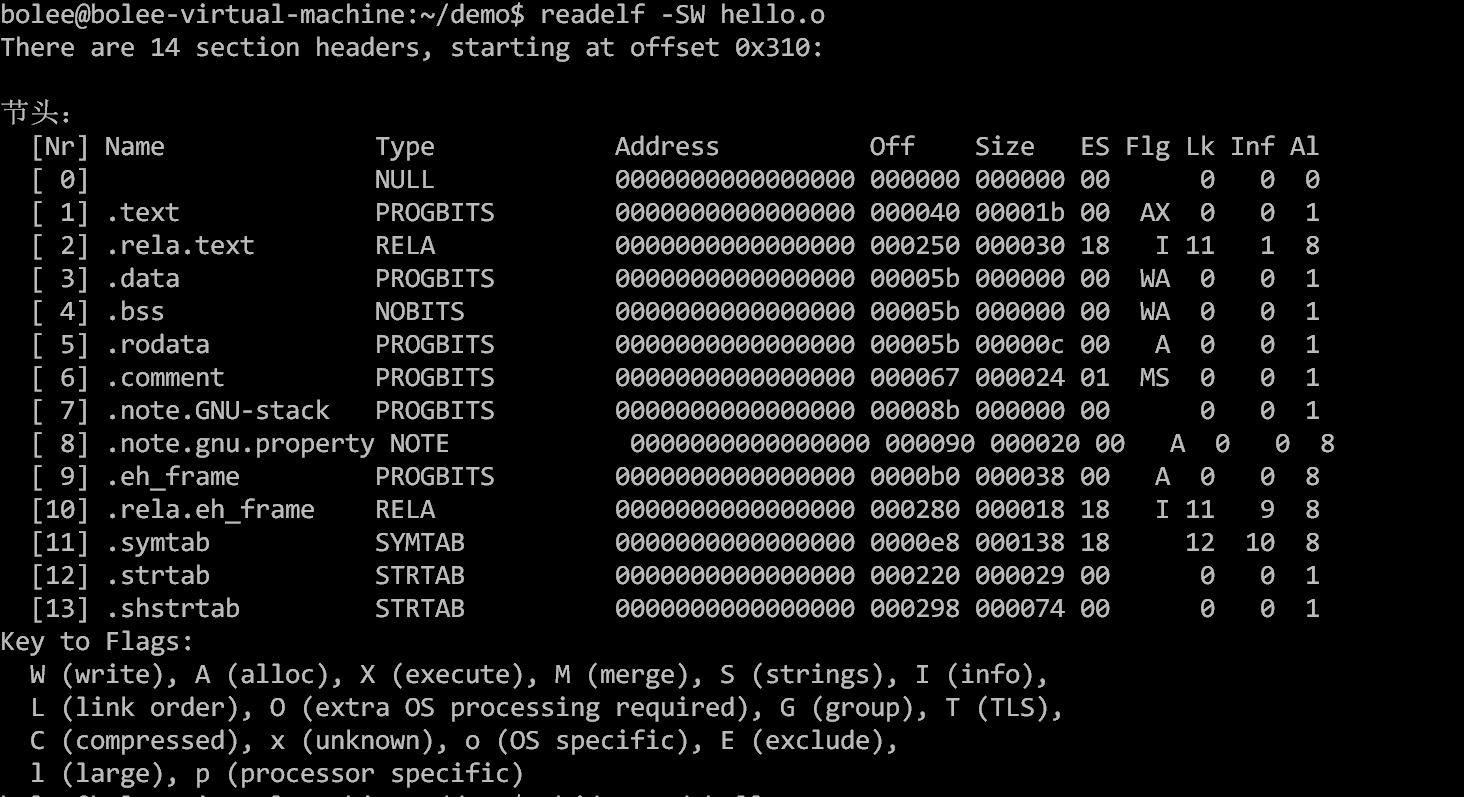 bolee@bolee-virtual-machine:~/demo$ readelf -SW hello.o
There are 14 section headers, starting at offset 0x310:
节头：
  [Nr] Name              Type            Address          Off    Size   ES Flg Lk Inf Al
  [ 0]                   NULL            0000000000000000 000000 000000 00      0   0  0
  [ 1] .text             PROGBITS        0000000000000000 000040 00001b 00  AX  0   0  1
  [ 2] .rela.text        RELA            0000000000000000 000250 000030 18   I 11   1  8
  [ 3] .data             PROGBITS        0000000000000000 00005b 000000 00  WA  0   0  1
  [ 4] .bss              NOBITS          0000000000000000 00005b 000000 00  WA  0   0  1
  [ 5] .rodata           PROGBITS        0000000000000000 00005b 00000c 00   A  0   0  1
  [ 6] .comment          PROGBITS        0000000000000000 000067 000024 01  MS  0   0  1
  [ 7] .note.GNU-stack   PROGBITS        0000000000000000 00008b 000000 00      0   0  1
  [ 8] .note.gnu.property NOTE            0000000000000000 000090 000020 00   A  0   0  8
  [ 9] .eh_frame         PROGBITS        0000000000000000 0000b0 000038 00   A  0   0  8
  [10] .rela.eh_frame    RELA            0000000000000000 000280 000018 18   I 11   9  8
  [11] .symtab           SYMTAB          0000000000000000 0000e8 000138 18     12  10  8
  [12] .strtab           STRTAB          0000000000000000 000220 000029 00      0   0  1
  [13] .shstrtab         STRTAB          0000000000000000 000298 000074 00      0   0  1
Key to Flags:
  W (write), A (alloc), X (execute), M (merge), S (strings), I (info),
  L (link order), O (extra OS processing required), G (group), T (TLS),
  C (compressed), x (unknown), o (OS specific), E (exclude),
  l (large), p (processor specific)